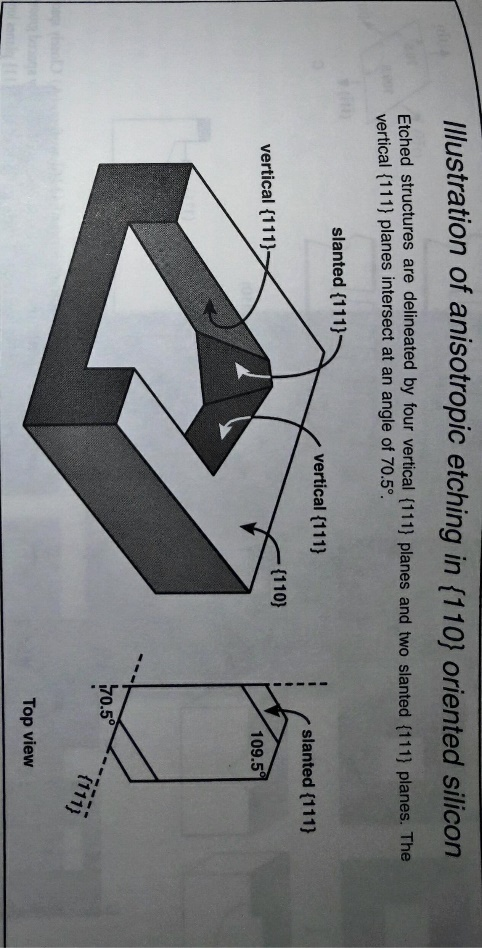 Illustration of anisotropic etching in {110} oriented silicon
Etched structures are delineated by four vertical {111} planes and two slanted {111} planes. The
vertical {111} planes intersect at an angle of 70.5°.
slanted {111}
vertical {111}
vertical {111}
{110}
slanted {111}
109.5°
70.5°
{111}
Top view